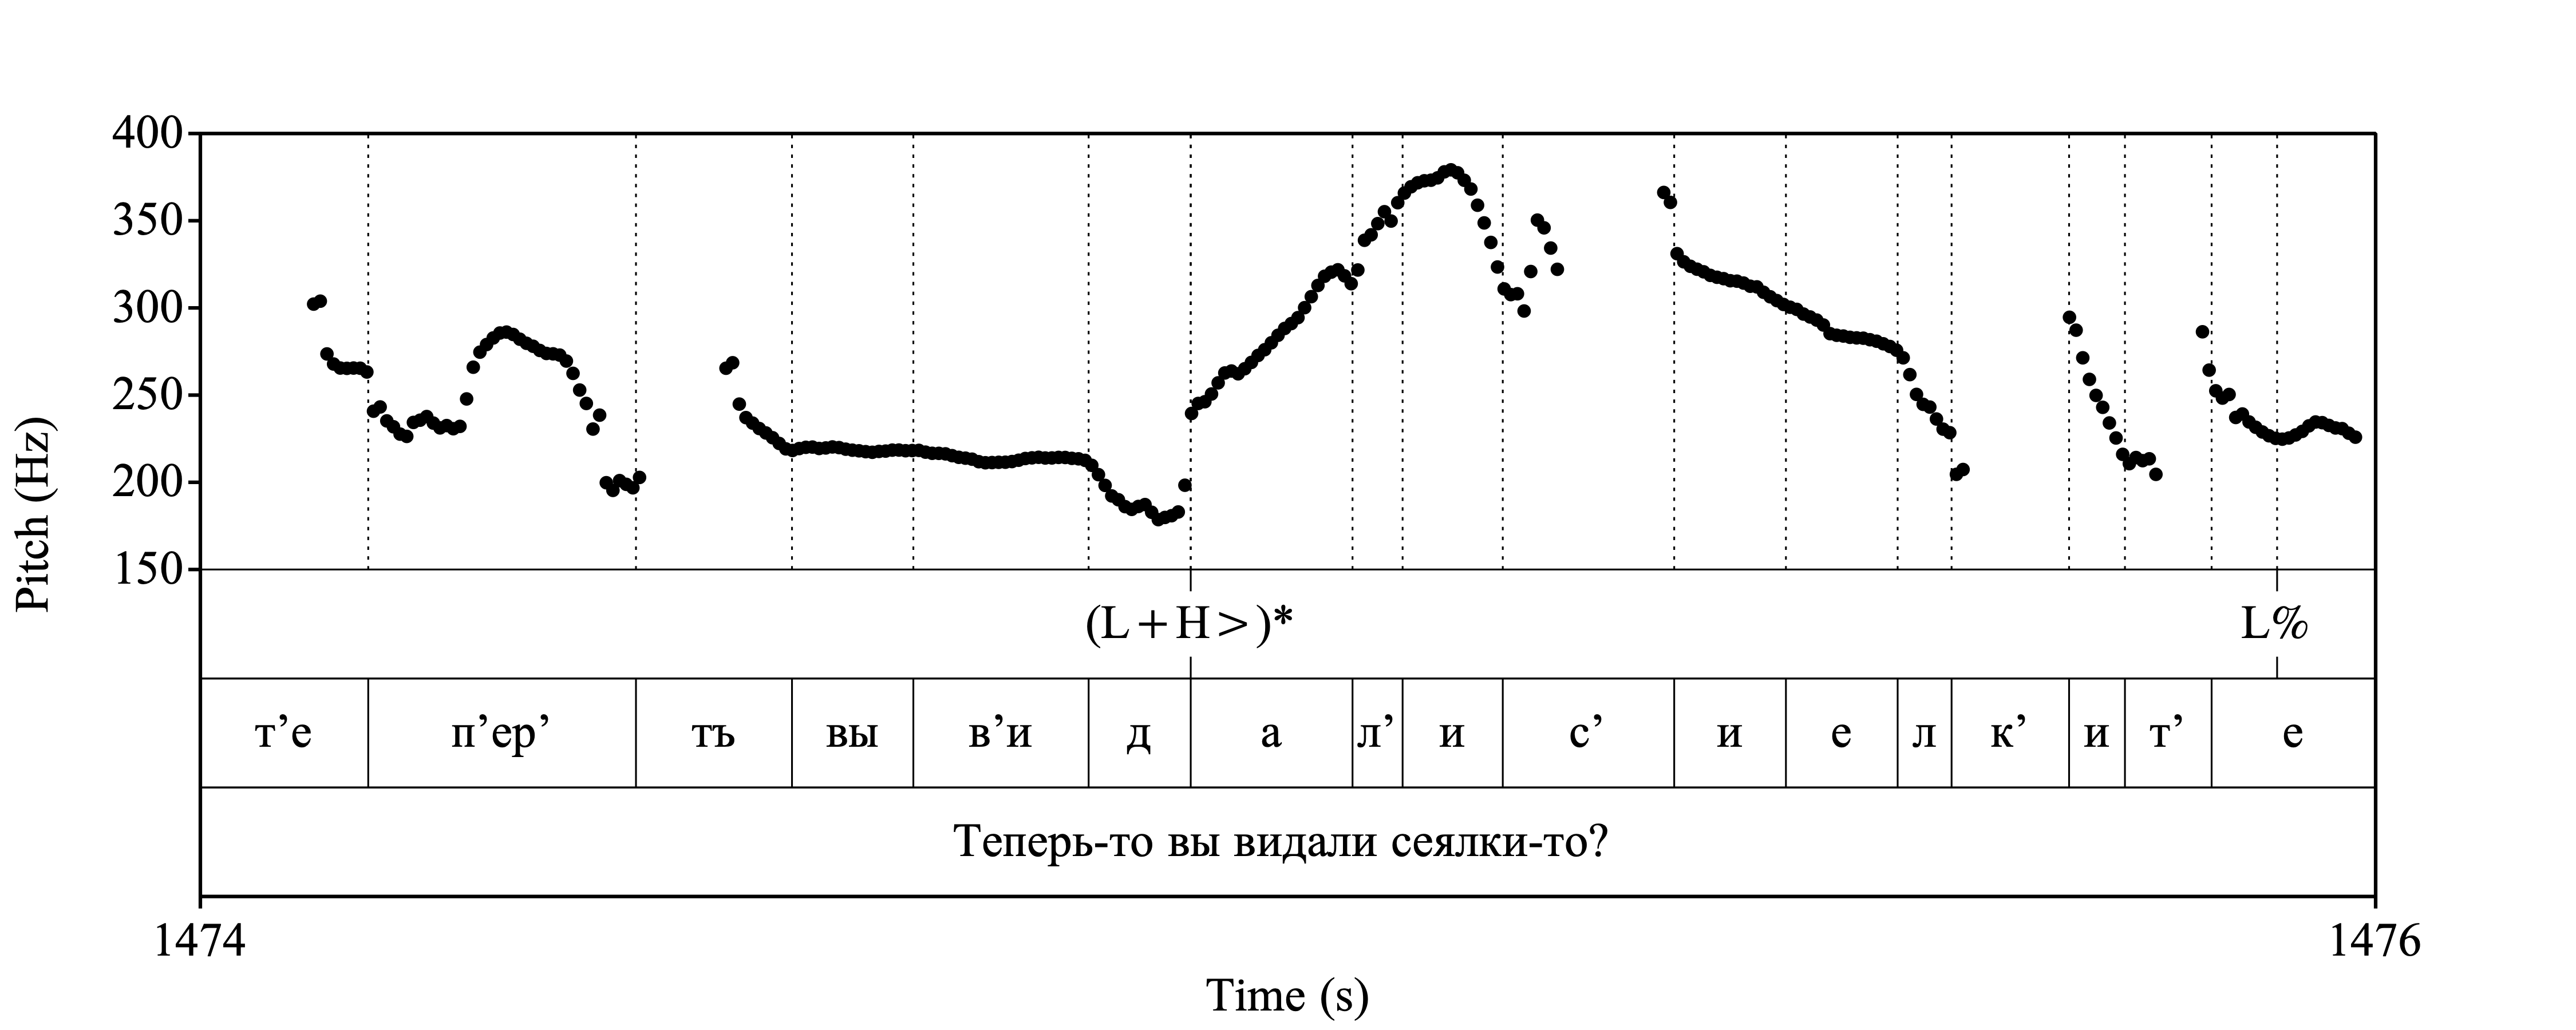 400
350
300
250
200
150
Pitch (Hz)
(L+H>)* L%
т’е п’ер’ тъ вы в’и д а л’ и с’ и е л к’ и т’ е
Теперь-то вы видали сеялки-то?
1474 1476
Time (s)